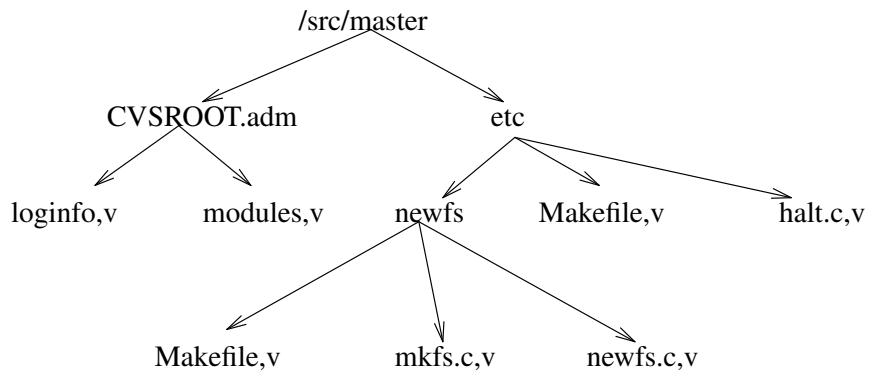 /src/master
CVSROOT.adm etc
loginfo,v modules,v newfs Makefile,v halt.c,v
Makefile,v mkfs.c,v newfs.c,v